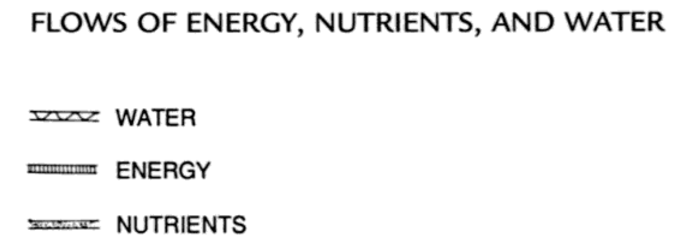 FLOWS OF ENERGY, NUTRIENTS, AND WATER
WATER
ENERGY
NUTRIENTS